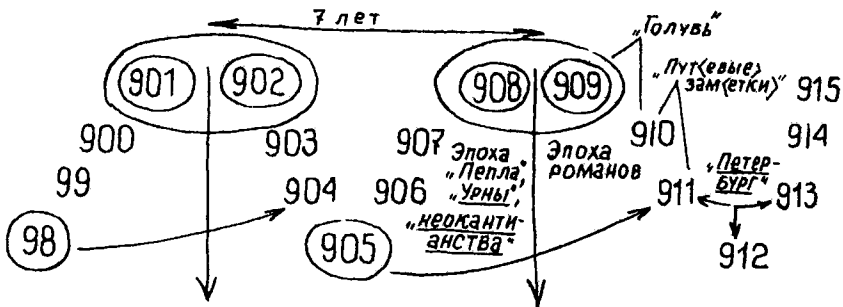 7 лет
„Голубь“
„Пут<евые>
зам<етки>“
901 902 908 909 915
900 903 907 910 914
Эпоха
„Пепла“,
„Урны“,
„неоканти-
анства“
Эпоха
романов
99 904 906 911 913
„Петер-
бург“
98 905 912